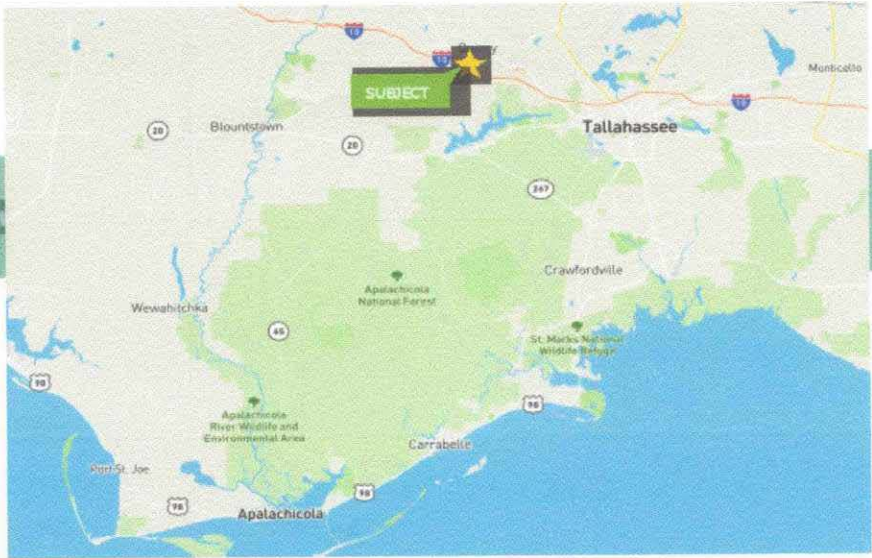 10
10
SUBJECT
Monticello
10
20
Blountstown
20
Tallahassee
267
Apalachicola
National Forest
Crawfordville
Wewahitchka
65
St. Marks National
Wildlife Refuge
98
Apalachicola
River Wildlife and
Environmental Area
98
Carrabelle
Port St. Joe
98
98
Apalachicola